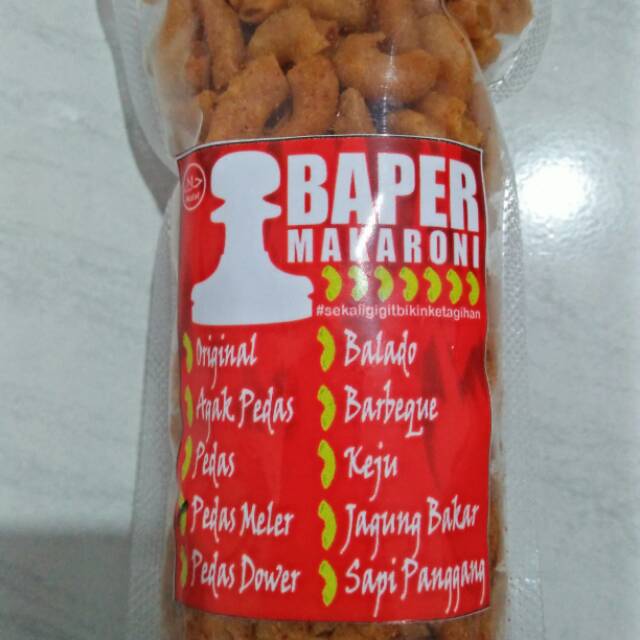 BAPER
MAKARONI
#sekaligigitbikinketagihan
Original
Agak Pedas
Pedas
Pedas Meler
Pedas Dower
Balado
Barbeque
Keju
Jagung Bakar
Sapi Panggang